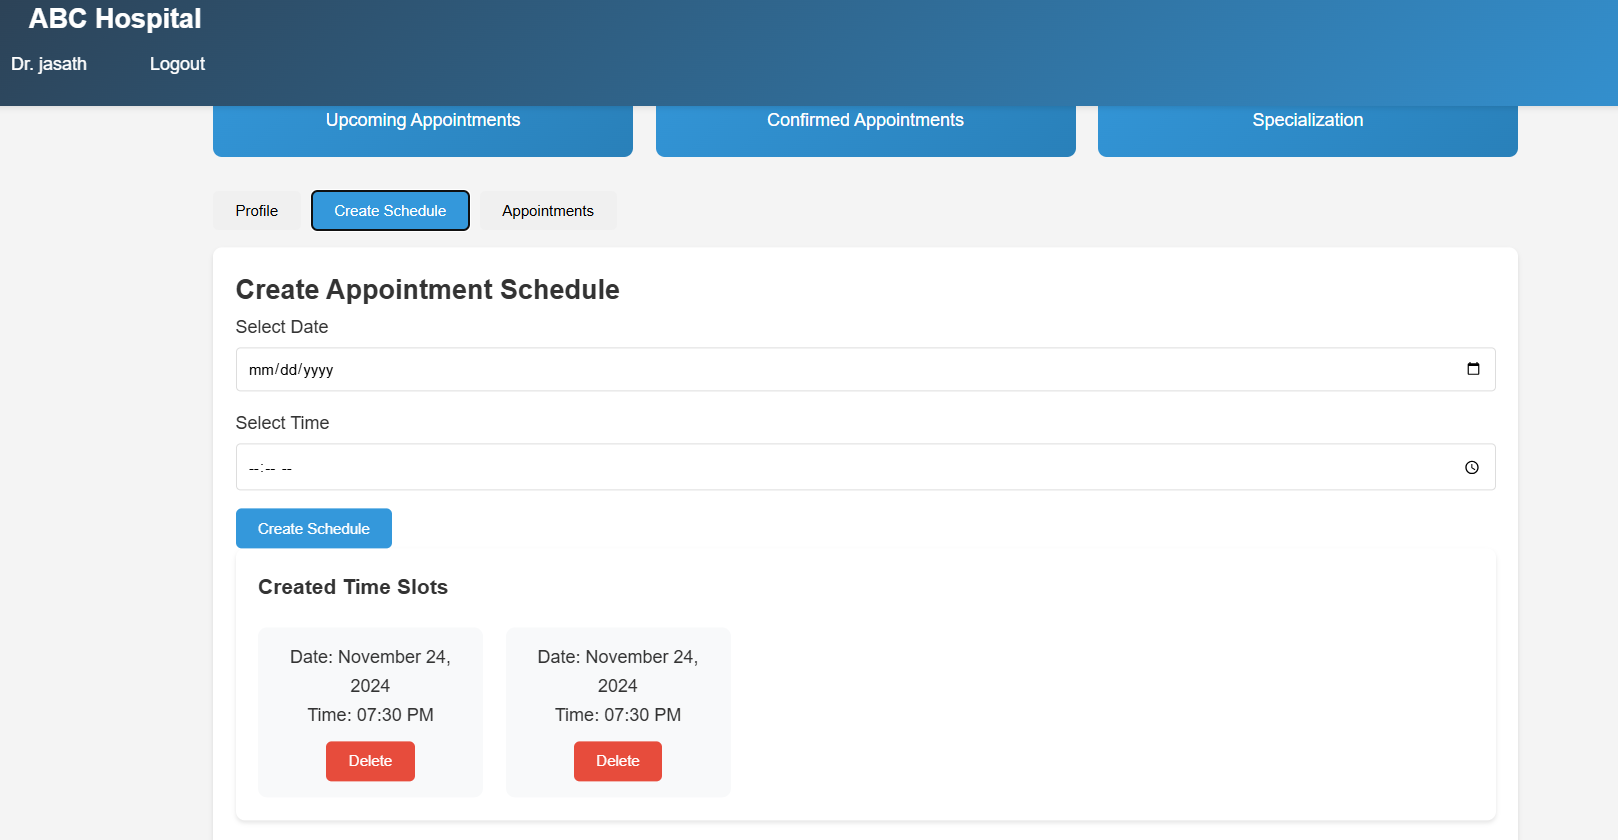 ABC Hospital
Dr. jasath Logout
Upcoming Appointments Confirmed Appointments Specialization
Profile Create Schedule Appointments
Create Appointment Schedule
Select Date
mm/dd/yyyy
Select Time
--:-- --
Create Schedule
Created Time Slots
Date: November 24,
2024
Time: 07:30 PM
Delete
Date: November 24,
2024
Time: 07:30 PM
Delete